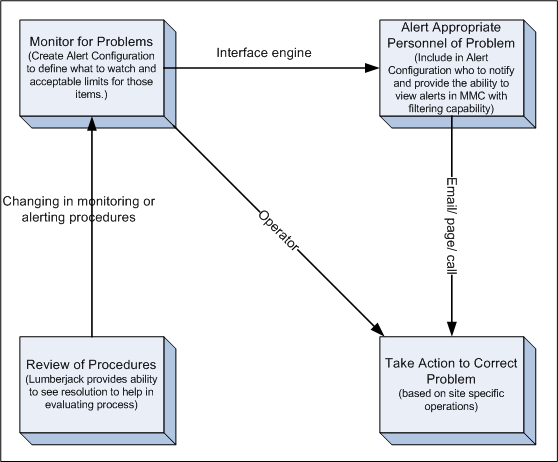 Monitor for Problems
(Create Alert Configuration
to define what to watch and
acceptable limits for those
items.)
Interface engine
Alert Appropriate
Personnel of Problem
(Include in Alert
Configuration who to notify
and provide the ability to
view alerts in MMC with
filtering capability)
Changing in monitoring or
alerting procedures
Operator
Email/ page/ call
Review of Procedures
(Lumberjack provides ability
to see resolution to help in
evaluating process)
Take Action to Correct
Problem
(based on site specific
operations)